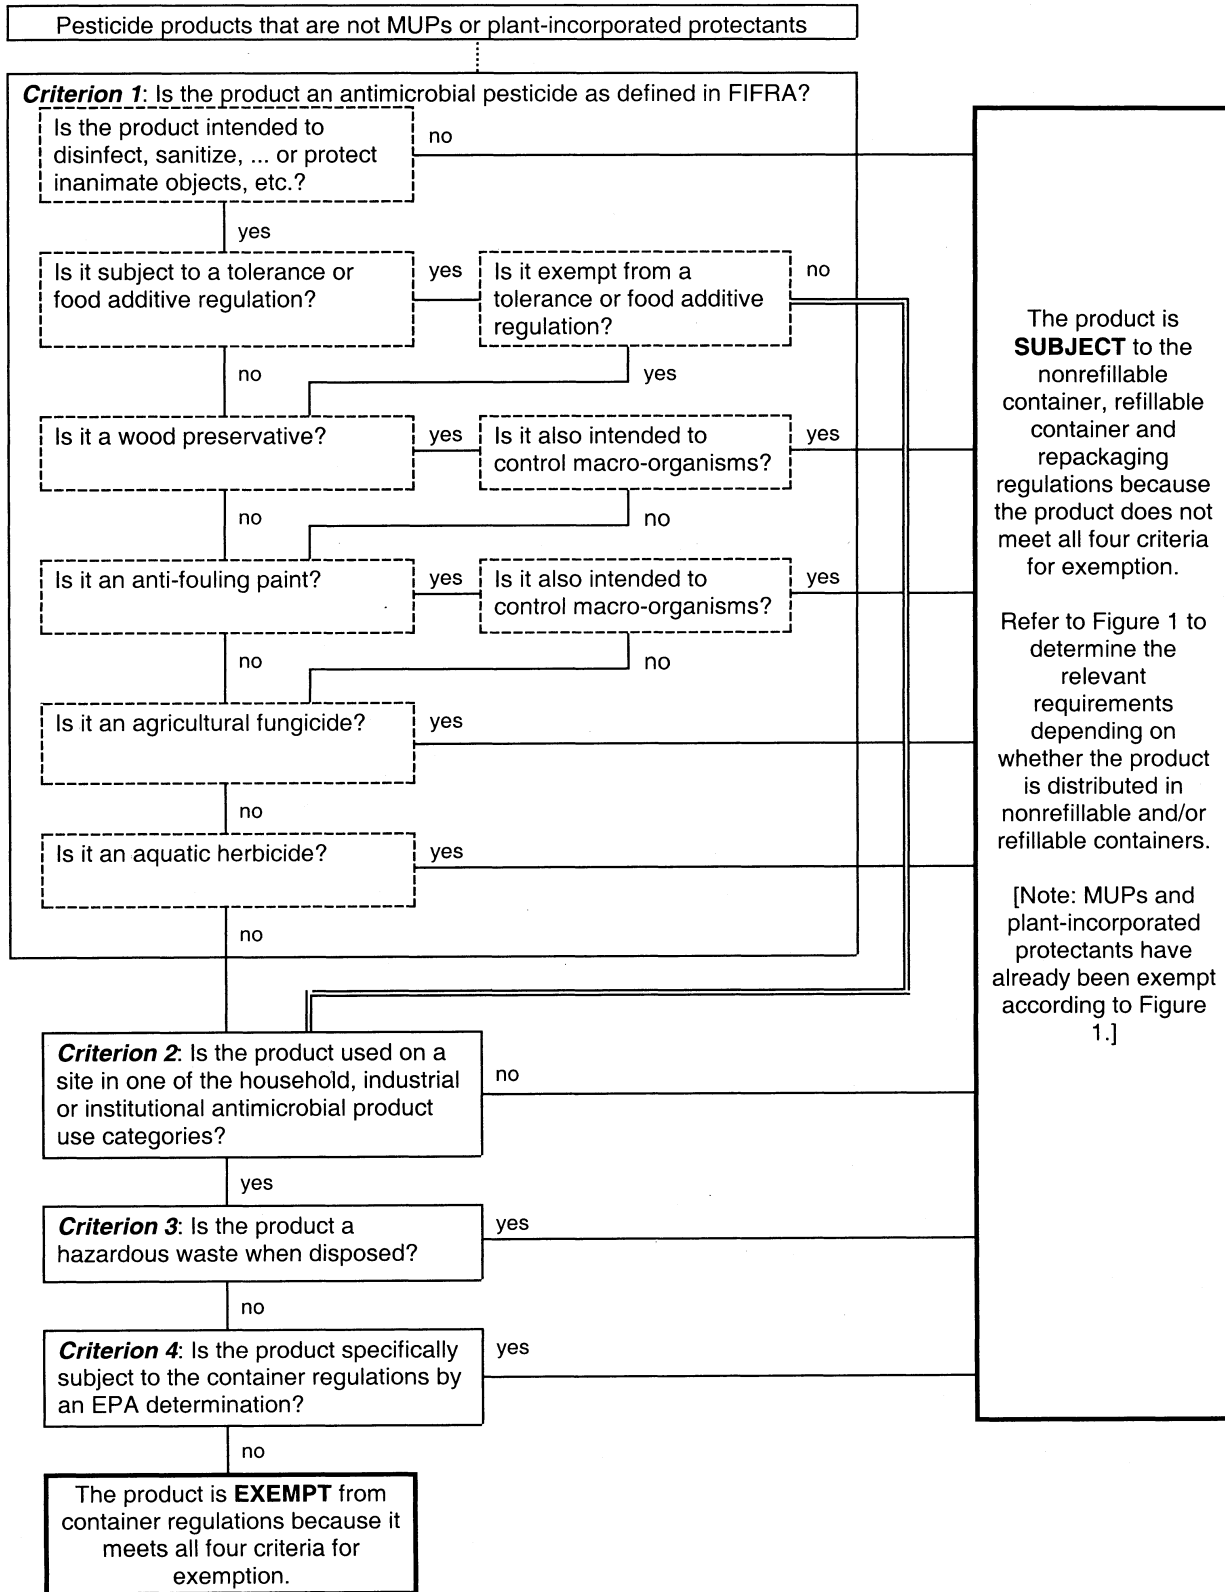 Pesticide products that are not MUPs or plant-incorporated protectants
Criterion 1: Is the product an antimicrobial pesticide as defined in FIFRA?
Is the product intended to
disinfect, sanitize, ... or protect
inanimate objects, etc.?
no
yes
Is it subject to a tolerance or
food additive regulation?
yes
Is it exempt from a
tolerance or food additive
regulation?
no
no
yes
Is it a wood preservative?
yes
Is it also intended to
control macro-organisms?
yes
no
no
Is it an anti-fouling paint?
yes
Is it also intended to
control macro-organisms?
yes
no
no
Is it an agricultural fungicide?
yes
no
Is it an aquatic herbicide?
yes
no
Criterion 2: Is the product used on a
site in one of the household, industrial
or institutional antimicrobial product
use categories?
no
yes
Criterion 3: Is the product a
hazardous waste when disposed?
yes
no
Criterion 4: Is the product specifically
subject to the container regulations by
an EPA determination?
yes
no
The product is EXEMPT from
container regulations because it
meets all four criteria for
exemption.
The product is
SUBJECT to the
nonrefillable
container, refillable
container and
repackaging
regulations because
the product does not
meet all four criteria
for exemption.
Refer to Figure 1 to
determine the
relevant
requirements
depending on
whether the product
is distributed in
nonrefillable and/or
refillable containers.
[Note: MUPs and
plant-incorporated
protectants have
already been exempt
according to Figure
1.]